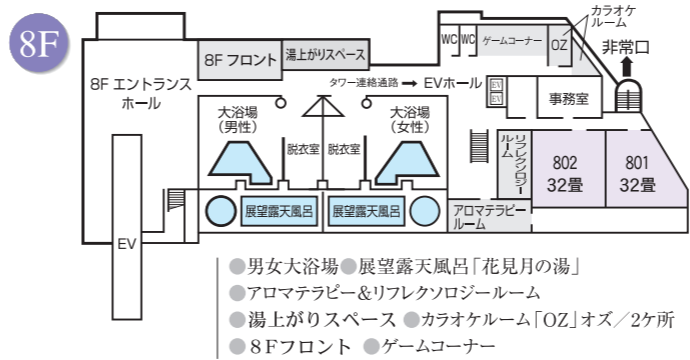 8F
カラオケ
ルーム
WC
WC
ゲームコーナー
OZ
非常口
8F エントランス
ホール
8F フロント
湯上がりスペース
タワー連絡通路 ➞ EVホール
EV
EV
事務室
大浴場
(男性)
脱衣室
脱衣室
大浴場
(女性)
リフレクソロジー
ルーム
802
32畳
801
32畳
展望露天風呂
展望露天風呂
アロマテラピー
ルーム
EV
●男女大浴場●展望露天風呂「花見月の湯」
●アロマテラピー&リフレクソロジールーム
●湯上がりスペース ●カラオケルーム「OZ」オズ/2ケ所
●8Fフロント ●ゲームコーナー